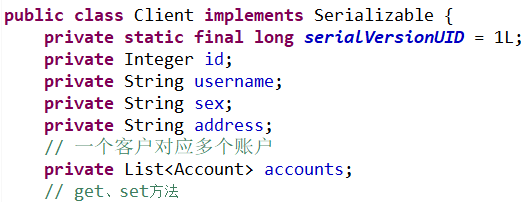 public class Client implements Serializable {
private static final long serialVersionUID = 1L;
private Integer id;
private String username;
private String sex;
private String address;
// 一个客户对应多个账户
private List<Account> accounts;
// get、set方法